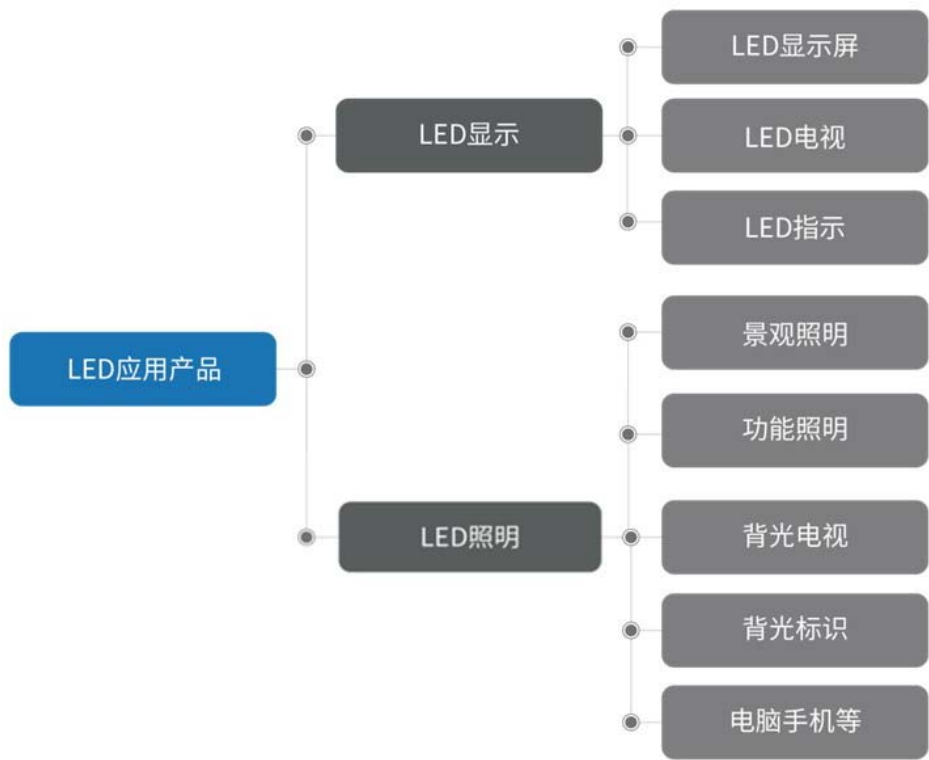 LED应用产品
LED显示
LED显示屏
LED电视
LED指示
LED照明
景观照明
功能照明
背光电视
背光标识
电脑手机等